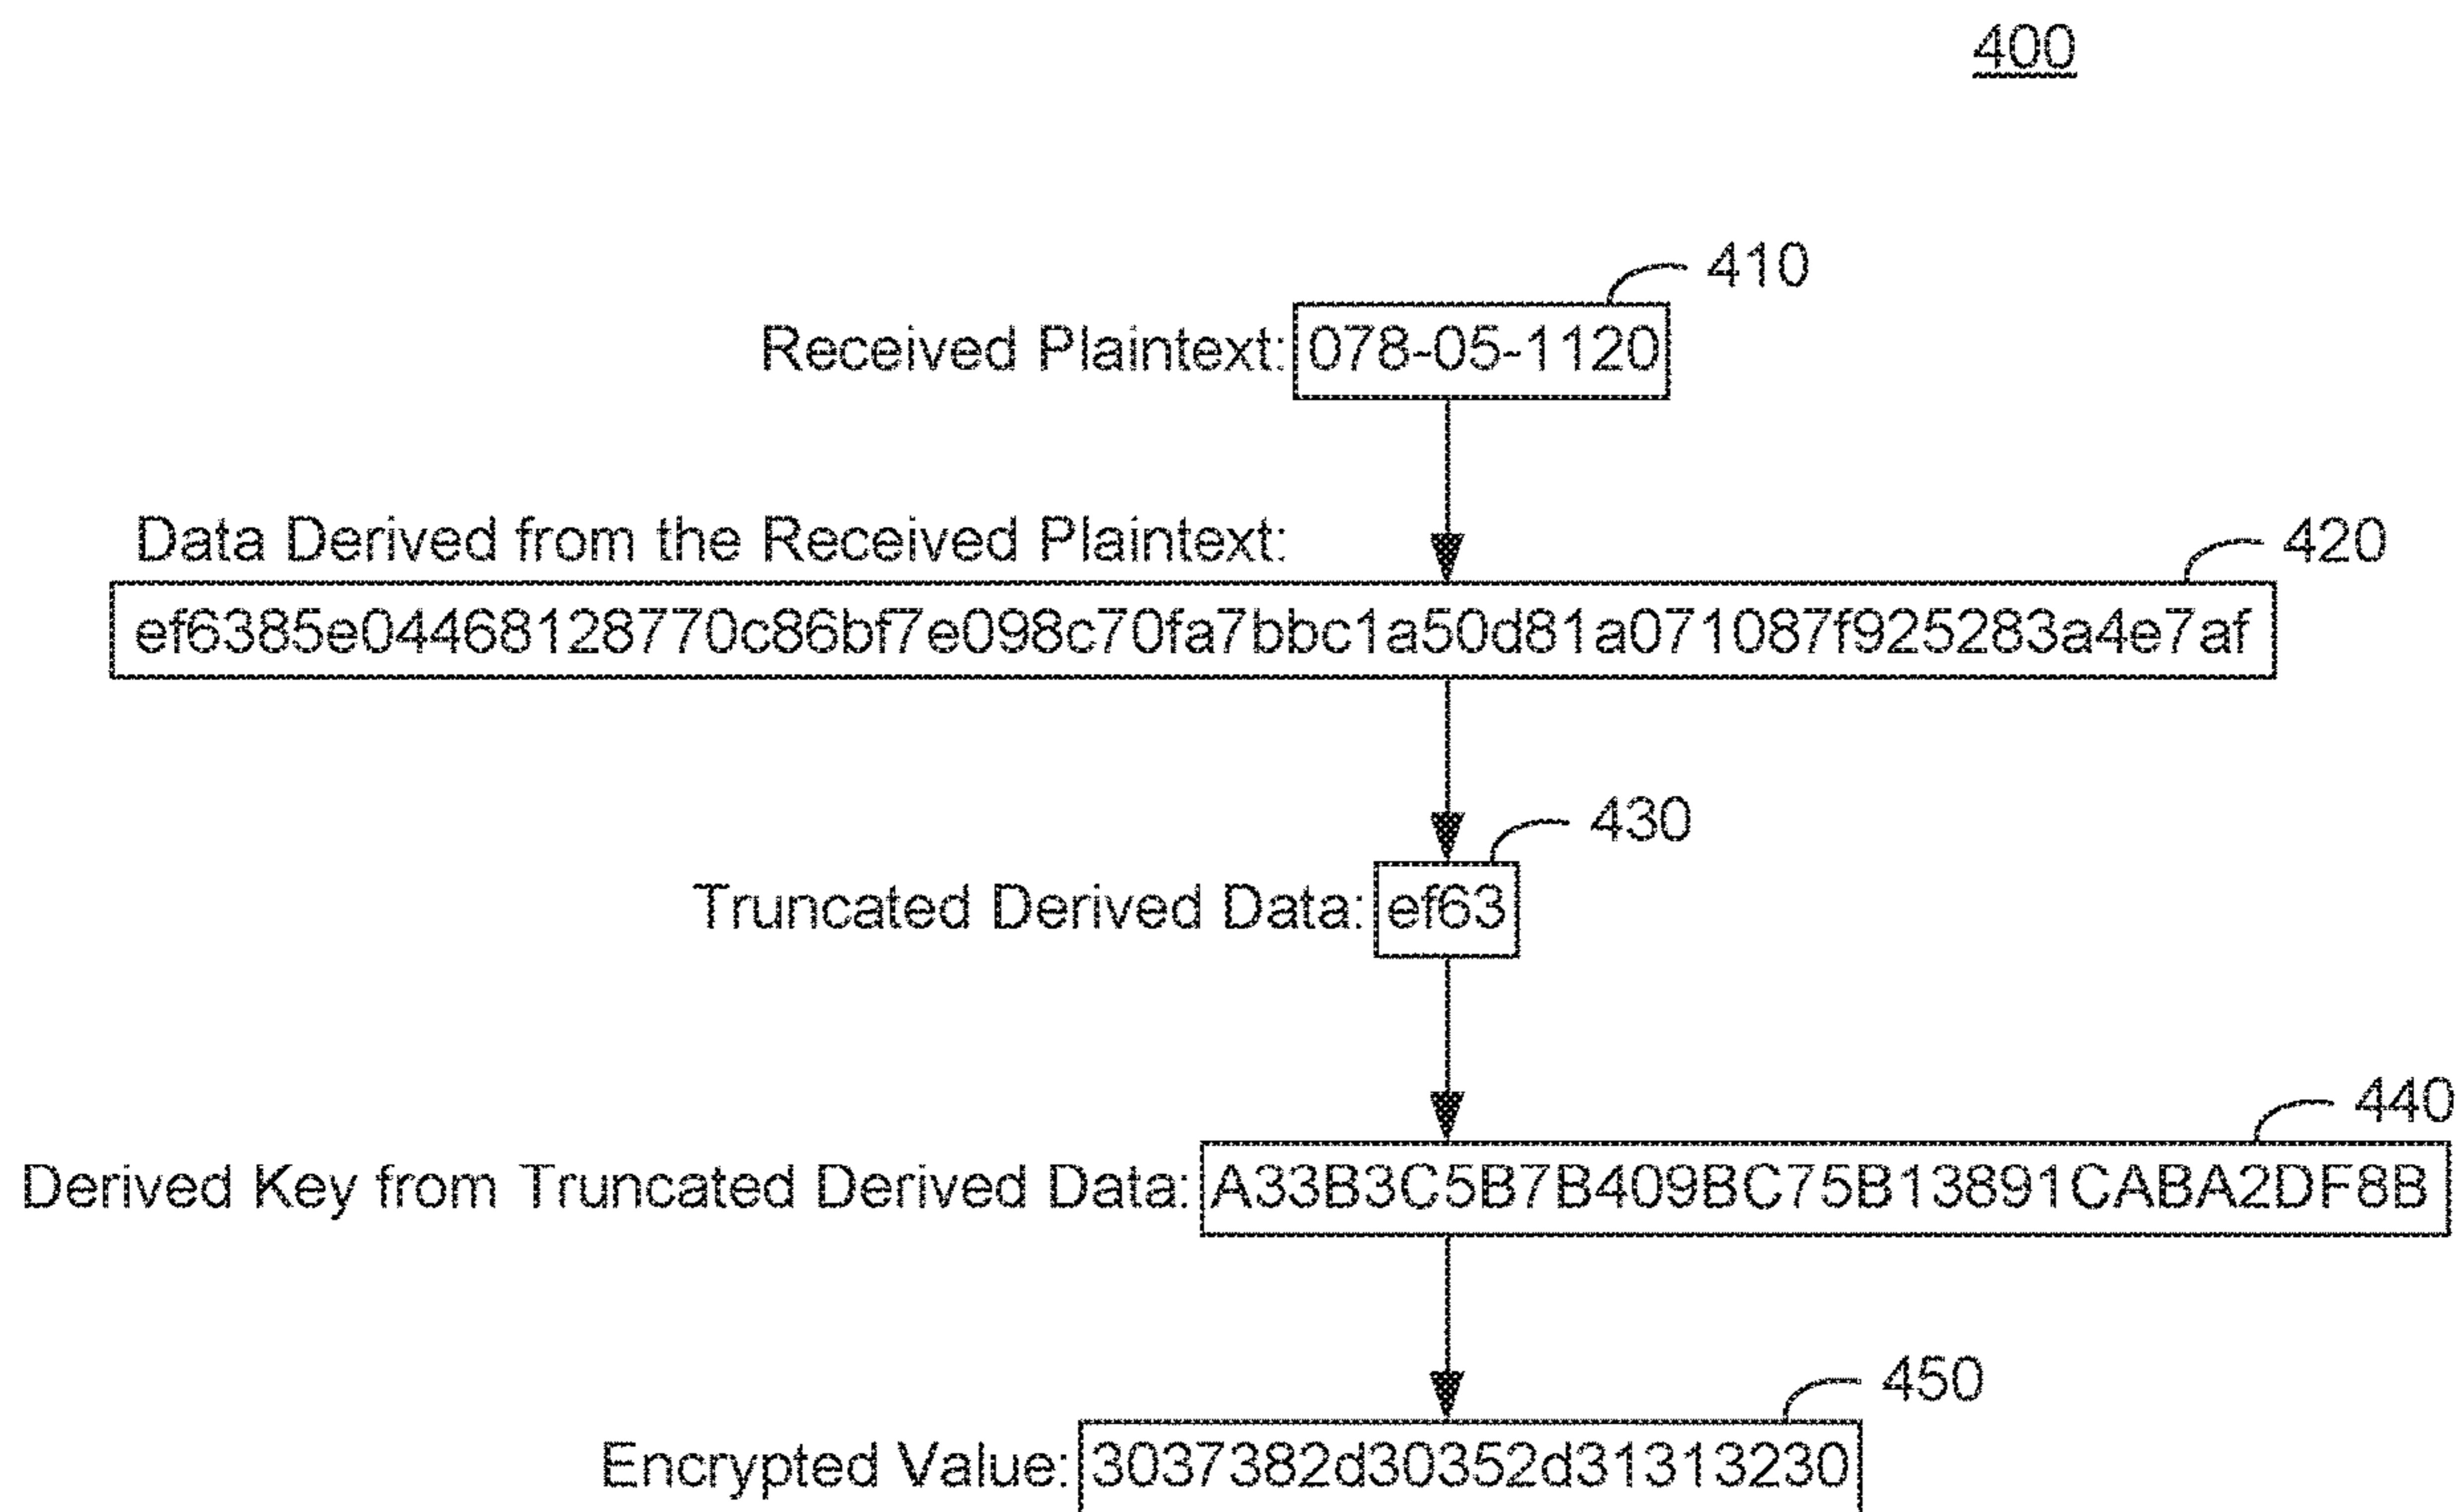 400
410
Received Plaintext: 078-05-1120
Data Derived from the Received Plaintext:
420
ef6385e04468128770c86bf7e098c70fa7bbc1a50d81a071087f925283a4e7af
430
Truncated Derived Data: ef63
440
Derived Key from Truncated Derived Data: A33B3C5B7B409BC75B13891CABA2DF8B
450
Encrypted Value: 3037382d30352d31313230